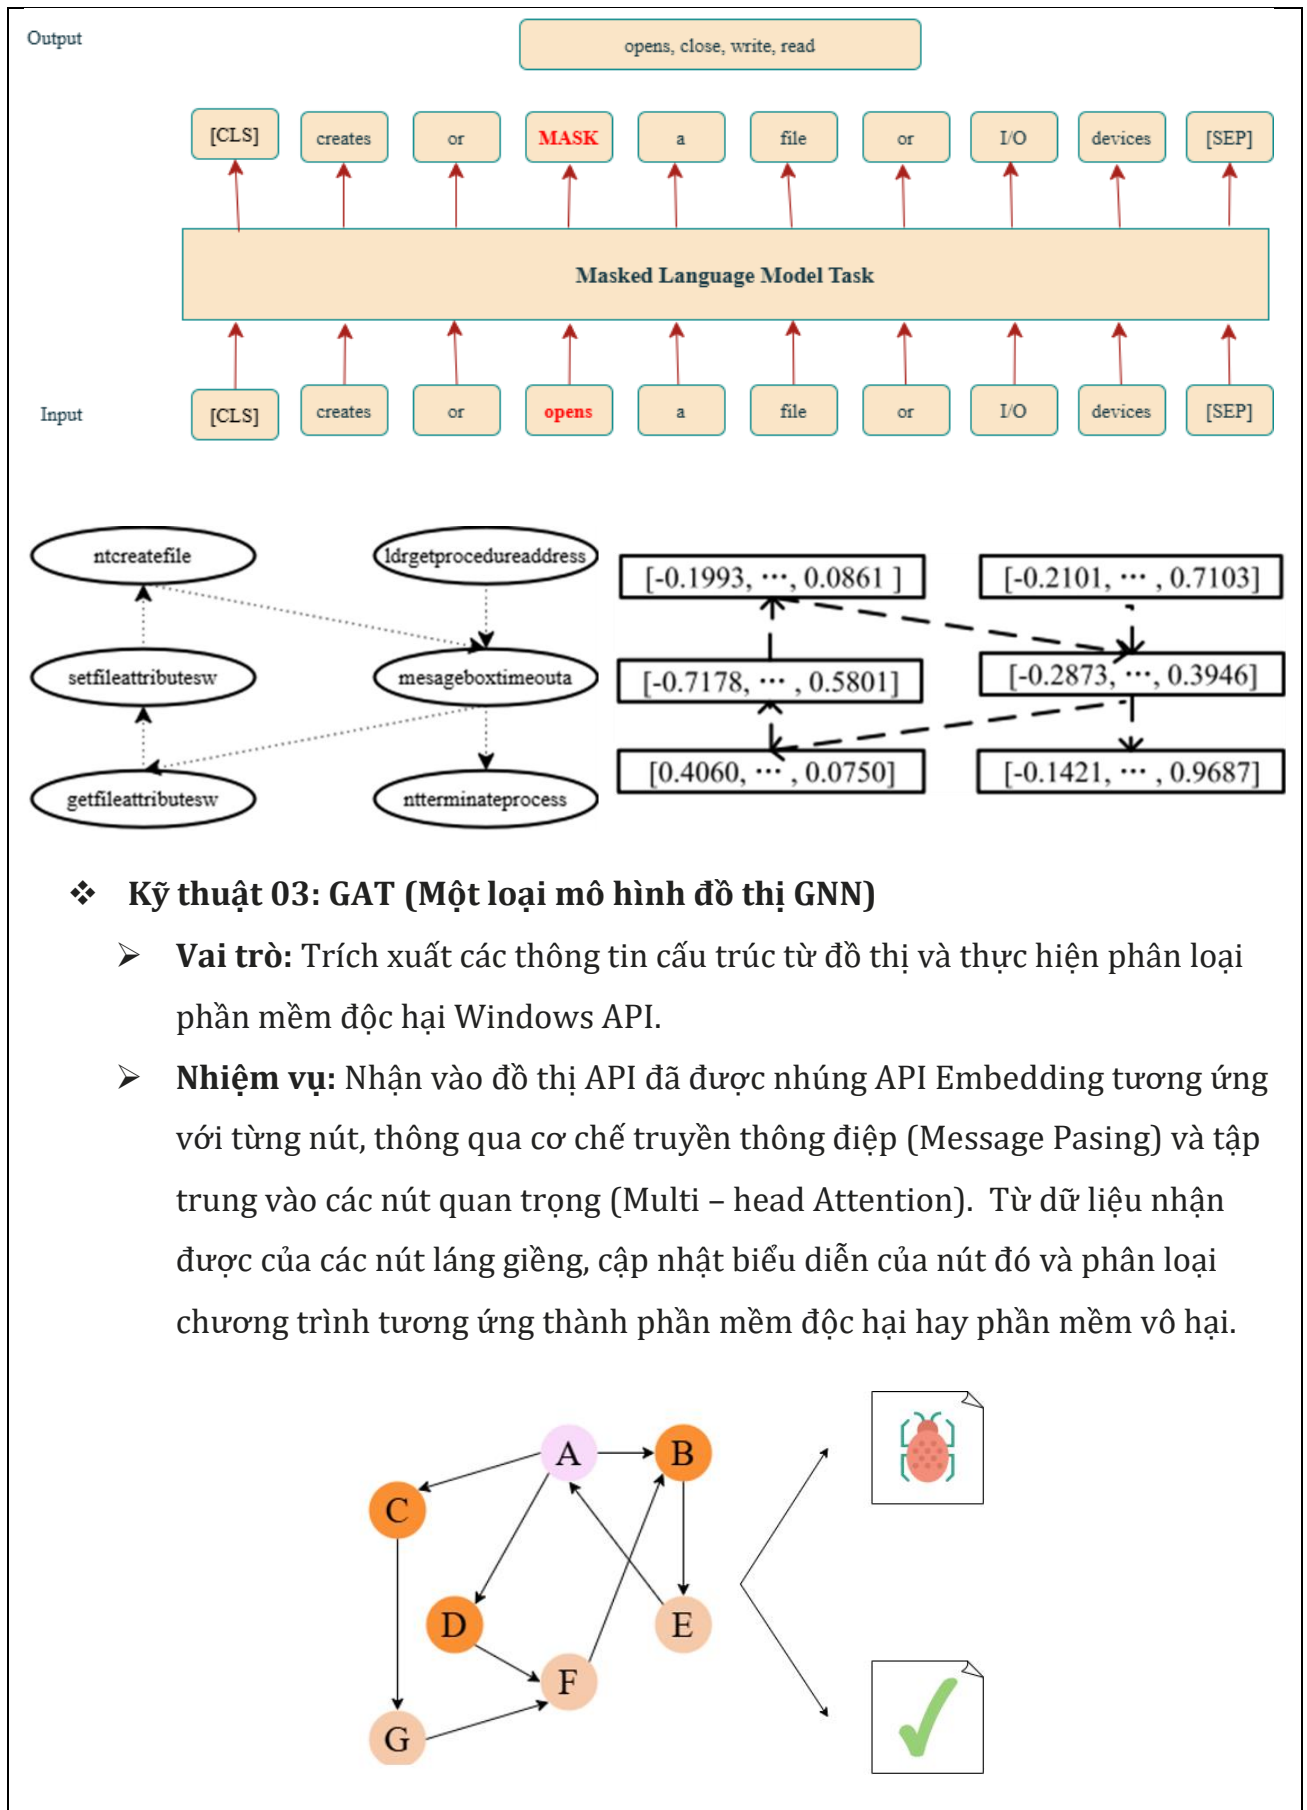 Output
opens, close, write, read
[CLS] creates or MASK a file or I/O devices [SEP]
Masked Language Model Task
Input
[CLS] creates or opens a file or I/O devices [SEP]
ntcreatefile ldrgetprocedureaddress
[-0.1993, ⋯, 0.0861 ] [-0.2101, ⋯ , 0.7103]
setfileattributesw mesageboxtimeouta
[-0.7178, ⋯ , 0.5801] [-0.2873, ⋯, 0.3946]
getfileattributesw ntterminateprocess
[0.4060, ⋯ , 0.0750] [-0.1421, ⋯ , 0.9687]
❖ Kỹ thuật 03: GAT (Một loại mô hình đồ thị GNN)
➢ Vai trò: Trích xuất các thông tin cấu trúc từ đồ thị và thực hiện phân loại
phần mềm độc hại Windows API.
➢ Nhiệm vụ: Nhận vào đồ thị API đã được nhúng API Embedding tương ứng
với từng nút, thông qua cơ chế truyền thông điệp (Message Pasing) và tập
trung vào các nút quan trọng (Multi – head Attention).  Từ dữ liệu nhận
được của các nút láng giềng, cập nhật biểu diễn của nút đó và phân loại
chương trình tương ứng thành phần mềm độc hại hay phần mềm vô hại.
A B
C
D E
F
G